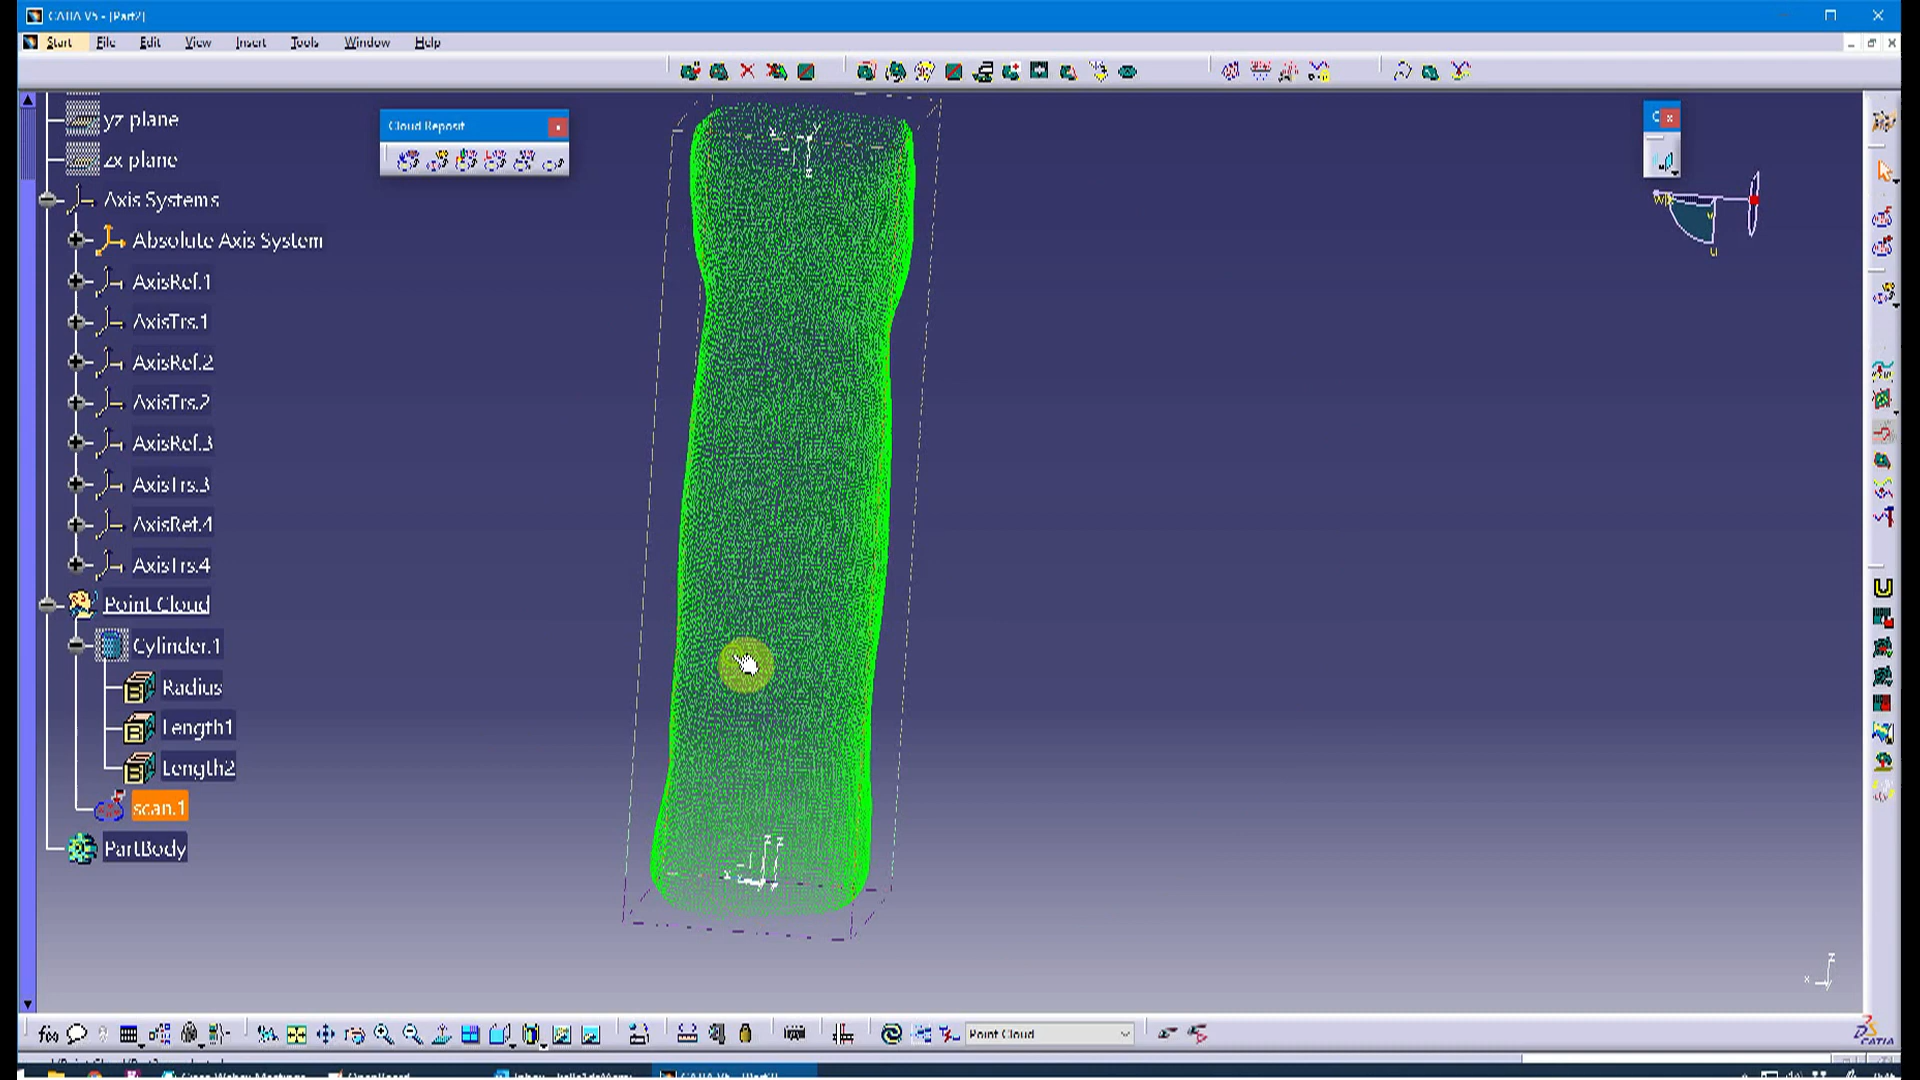 CATIA V5 - [Part2]
Start File Edit View Insert Tools Window Help
Cloud Reposit
C
yz plane
zx plane
Axis Systems
Absolute Axis System
AxisRef.1
AxisTrs.1
AxisRef.2
AxisTrs.2
AxisRef.3
AxisTrs.3
AxisRef.4
AxisTrs.4
Point Cloud
Cylinder.1
Radius
Length1
Length2
scan.1
PartBody
Point Cloud
CATIA